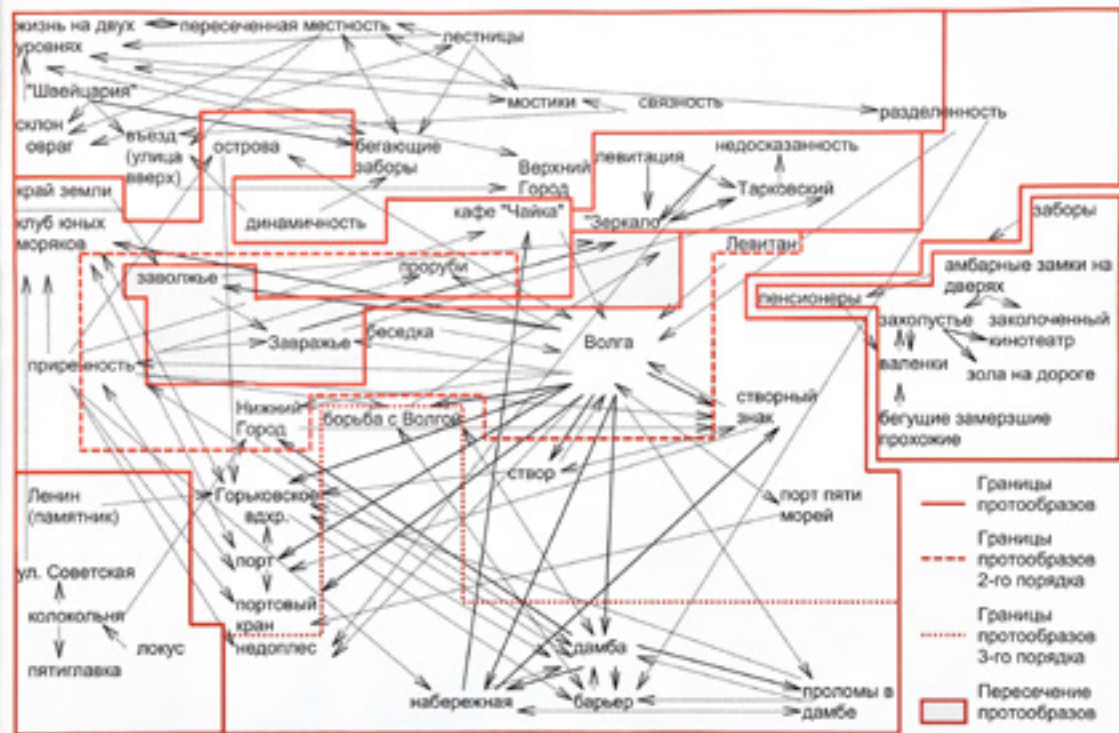 жизнь на двух
уровнях
пересеченная местность
лестницы
"Швейцария"
мостики
связность
разделенность
склон
овраг
въезд
(улица
вверх)
острова
бегающие
заборы
Верхний
Город
левитация
недосказанность
Тарковский
край земли
динамичность
кафе "Чайка"
"Зеркало"
заборы
клуб юных
моряков
Левитан
амбарные замки на
дверях
заволжье
проруби
пенсионеры
захолустье
заколоченный
кинотеатр
Завражье
беседка
Волга
приречность
валенки
зола на дороге
Нижний
Город
борьба с Волгой
створный
знак
бегущие замерзшие
прохожие
створ
Ленин
(памятник)
Горьковское
вдхр.
порт пяти
морей
порт
ул. Советская
колокольня
портовый
кран
локус
недоплес
пятиглавка
дамба
набережная
барьер
проломы в
дамбе
Границы
протообразов
Границы
протообразов
2-го порядка
Границы
протообразов
3-го порядка
Пересечение
протообразов